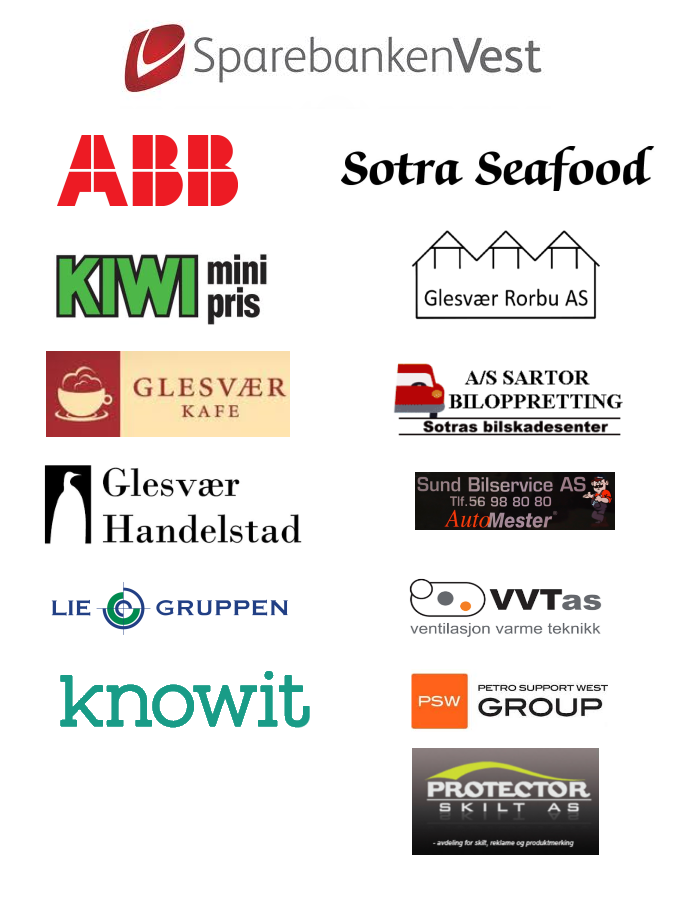 SparebankenVest
ABB
Sotra Seafood
KIWI mini
pris
Glesvær Rorbu AS
GLESVÆR
KAFE
A/S SARTOR
BILOPPRETTING
Sotras bilskadesenter
Glesvær
Handelstad
Sund Bilservice AS
Tlf.56 98 80 80
AutoMester
LIE GRUPPEN
VVTas
ventilasjon varme teknikk
knowit
PSW
PETRO SUPPORT WEST
GROUP
PROTECTOR
SKILT AS
- avdeling for skilt, reklame og produktmerking